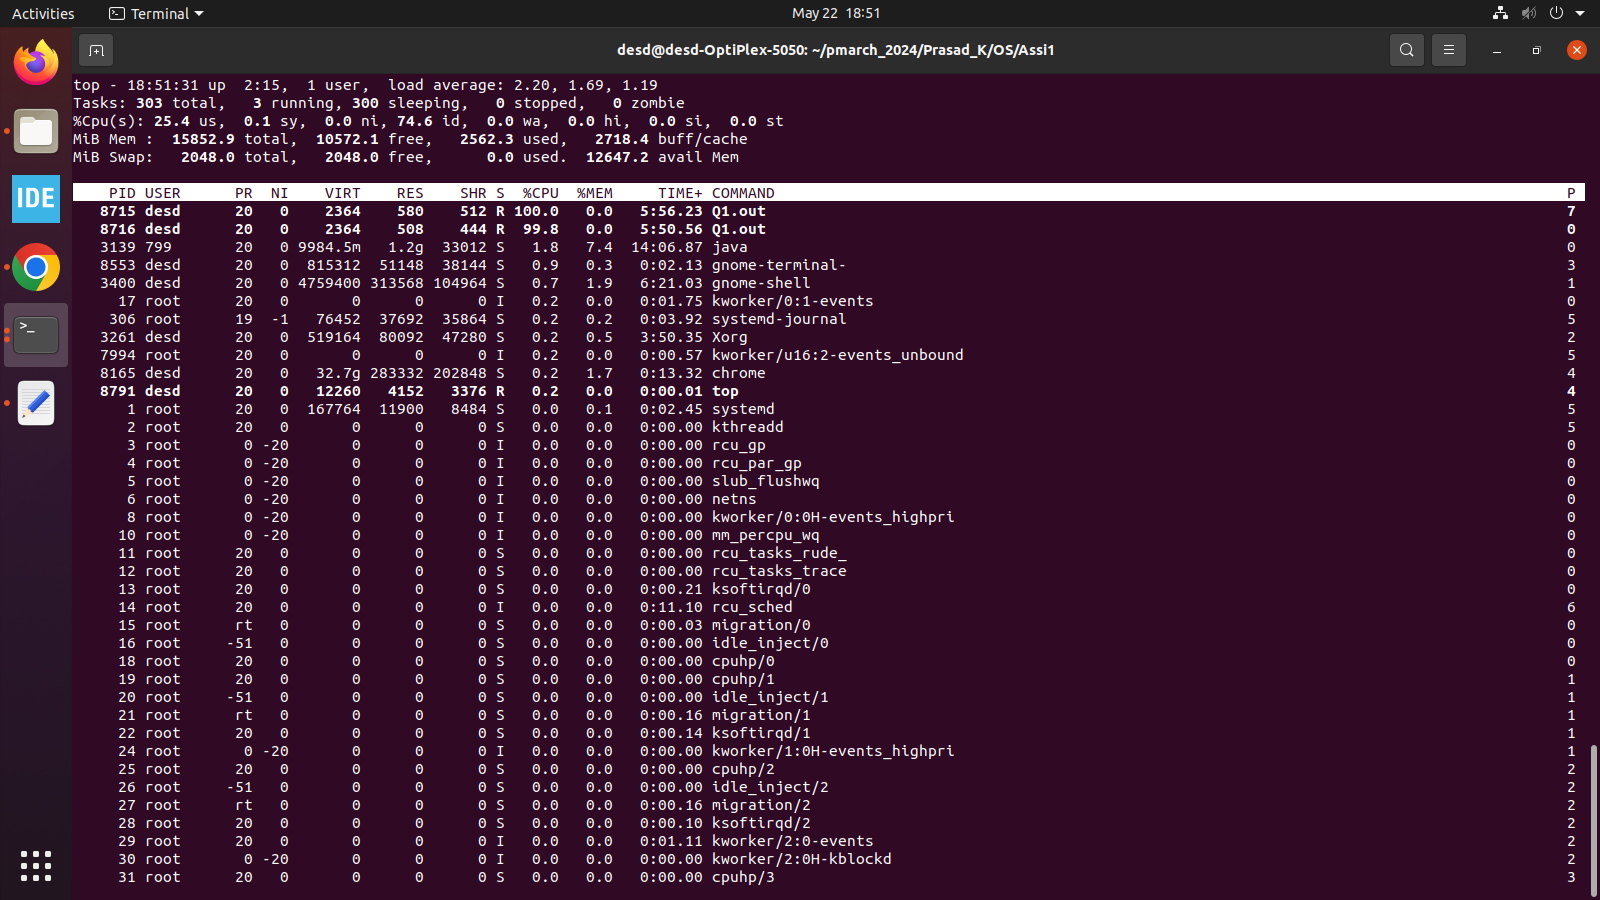 Activities Terminal May 22 18:51
desd@desd-OptiPlex-5050: ~/pmarch_2024/Prasad_K/OS/Assi1
IDE
>_
top - 18:51:31 up  2:15,  1 user,  load average: 2.20, 1.69, 1.19
Tasks: 303 total,   3 running, 300 sleeping,   0 stopped,   0 zombie
%Cpu(s): 25.4 us,  0.1 sy,  0.0 ni, 74.6 id,  0.0 wa,  0.0 hi,  0.0 si,  0.0 st
MiB Mem :  15852.9 total,  10572.1 free,   2562.3 used,   2718.4 buff/cache
MiB Swap:   2048.0 total,   2048.0 free,      0.0 used.  12647.2 avail Mem
PID USER PR NI VIRT RES SHR S %CPU %MEM TIME+ COMMAND P
8715 desd 20 0 2364 580 512 R 100.0 0.0 5:56.23 Q1.out 7
8716 desd 20 0 2364 508 444 R 99.8 0.0 5:50.56 Q1.out 0
3139 799 20 0 9984.5m 1.2g 33012 S 1.8 7.4 14:06.87 java 0
8553 desd 20 0 815312 51148 38144 S 0.9 0.3 0:02.13 gnome-terminal- 3
3400 desd 20 0 4759400 313568 104964 S 0.7 1.9 6:21.03 gnome-shell 1
17 root 20 0 0 0 0 I 0.2 0.0 0:01.75 kworker/0:1-events 0
306 root 19 -1 76452 37692 35864 S 0.2 0.2 0:03.92 systemd-journal 5
3261 desd 20 0 519164 80092 47280 S 0.2 0.5 3:50.35 Xorg 2
7994 root 20 0 0 0 0 I 0.2 0.0 0:00.57 kworker/u16:2-events_unbound 5
8165 desd 20 0 32.7g 283332 202848 S 0.2 1.7 0:13.32 chrome 4
8791 desd 20 0 12260 4152 3376 R 0.2 0.0 0:00.01 top 4
1 root 20 0 167764 11900 8484 S 0.0 0.1 0:02.45 systemd 5
2 root 20 0 0 0 0 S 0.0 0.0 0:00.00 kthreadd 5
3 root 0 -20 0 0 0 I 0.0 0.0 0:00.00 rcu_gp 0
4 root 0 -20 0 0 0 I 0.0 0.0 0:00.00 rcu_par_gp 0
5 root 0 -20 0 0 0 I 0.0 0.0 0:00.00 slub_flushwq 0
6 root 0 -20 0 0 0 I 0.0 0.0 0:00.00 netns 0
8 root 0 -20 0 0 0 I 0.0 0.0 0:00.00 kworker/0:0H-events_highpri 0
10 root 0 -20 0 0 0 I 0.0 0.0 0:00.00 mm_percpu_wq 0
11 root 20 0 0 0 0 S 0.0 0.0 0:00.00 rcu_tasks_rude_ 0
12 root 20 0 0 0 0 S 0.0 0.0 0:00.00 rcu_tasks_trace 0
13 root 20 0 0 0 0 S 0.0 0.0 0:00.21 ksoftirqd/0 0
14 root 20 0 0 0 0 I 0.0 0.0 0:11.10 rcu_sched 6
15 root rt 0 0 0 0 S 0.0 0.0 0:00.03 migration/0 0
16 root -51 0 0 0 0 S 0.0 0.0 0:00.00 idle_inject/0 0
18 root 20 0 0 0 0 S 0.0 0.0 0:00.00 cpuhp/0 0
19 root 20 0 0 0 0 S 0.0 0.0 0:00.00 cpuhp/1 1
20 root -51 0 0 0 0 S 0.0 0.0 0:00.00 idle_inject/1 1
21 root rt 0 0 0 0 S 0.0 0.0 0:00.16 migration/1 1
22 root 20 0 0 0 0 S 0.0 0.0 0:00.14 ksoftirqd/1 1
24 root 0 -20 0 0 0 I 0.0 0.0 0:00.00 kworker/1:0H-events_highpri 1
25 root 20 0 0 0 0 S 0.0 0.0 0:00.00 cpuhp/2 2
26 root -51 0 0 0 0 S 0.0 0.0 0:00.00 idle_inject/2 2
27 root rt 0 0 0 0 S 0.0 0.0 0:00.16 migration/2 2
28 root 20 0 0 0 0 S 0.0 0.0 0:00.10 ksoftirqd/2 2
29 root 20 0 0 0 0 I 0.0 0.0 0:01.11 kworker/2:0-events 2
30 root 0 -20 0 0 0 I 0.0 0.0 0:00.00 kworker/2:0H-kblockd 2
31 root 20 0 0 0 0 S 0.0 0.0 0:00.00 cpuhp/3 3